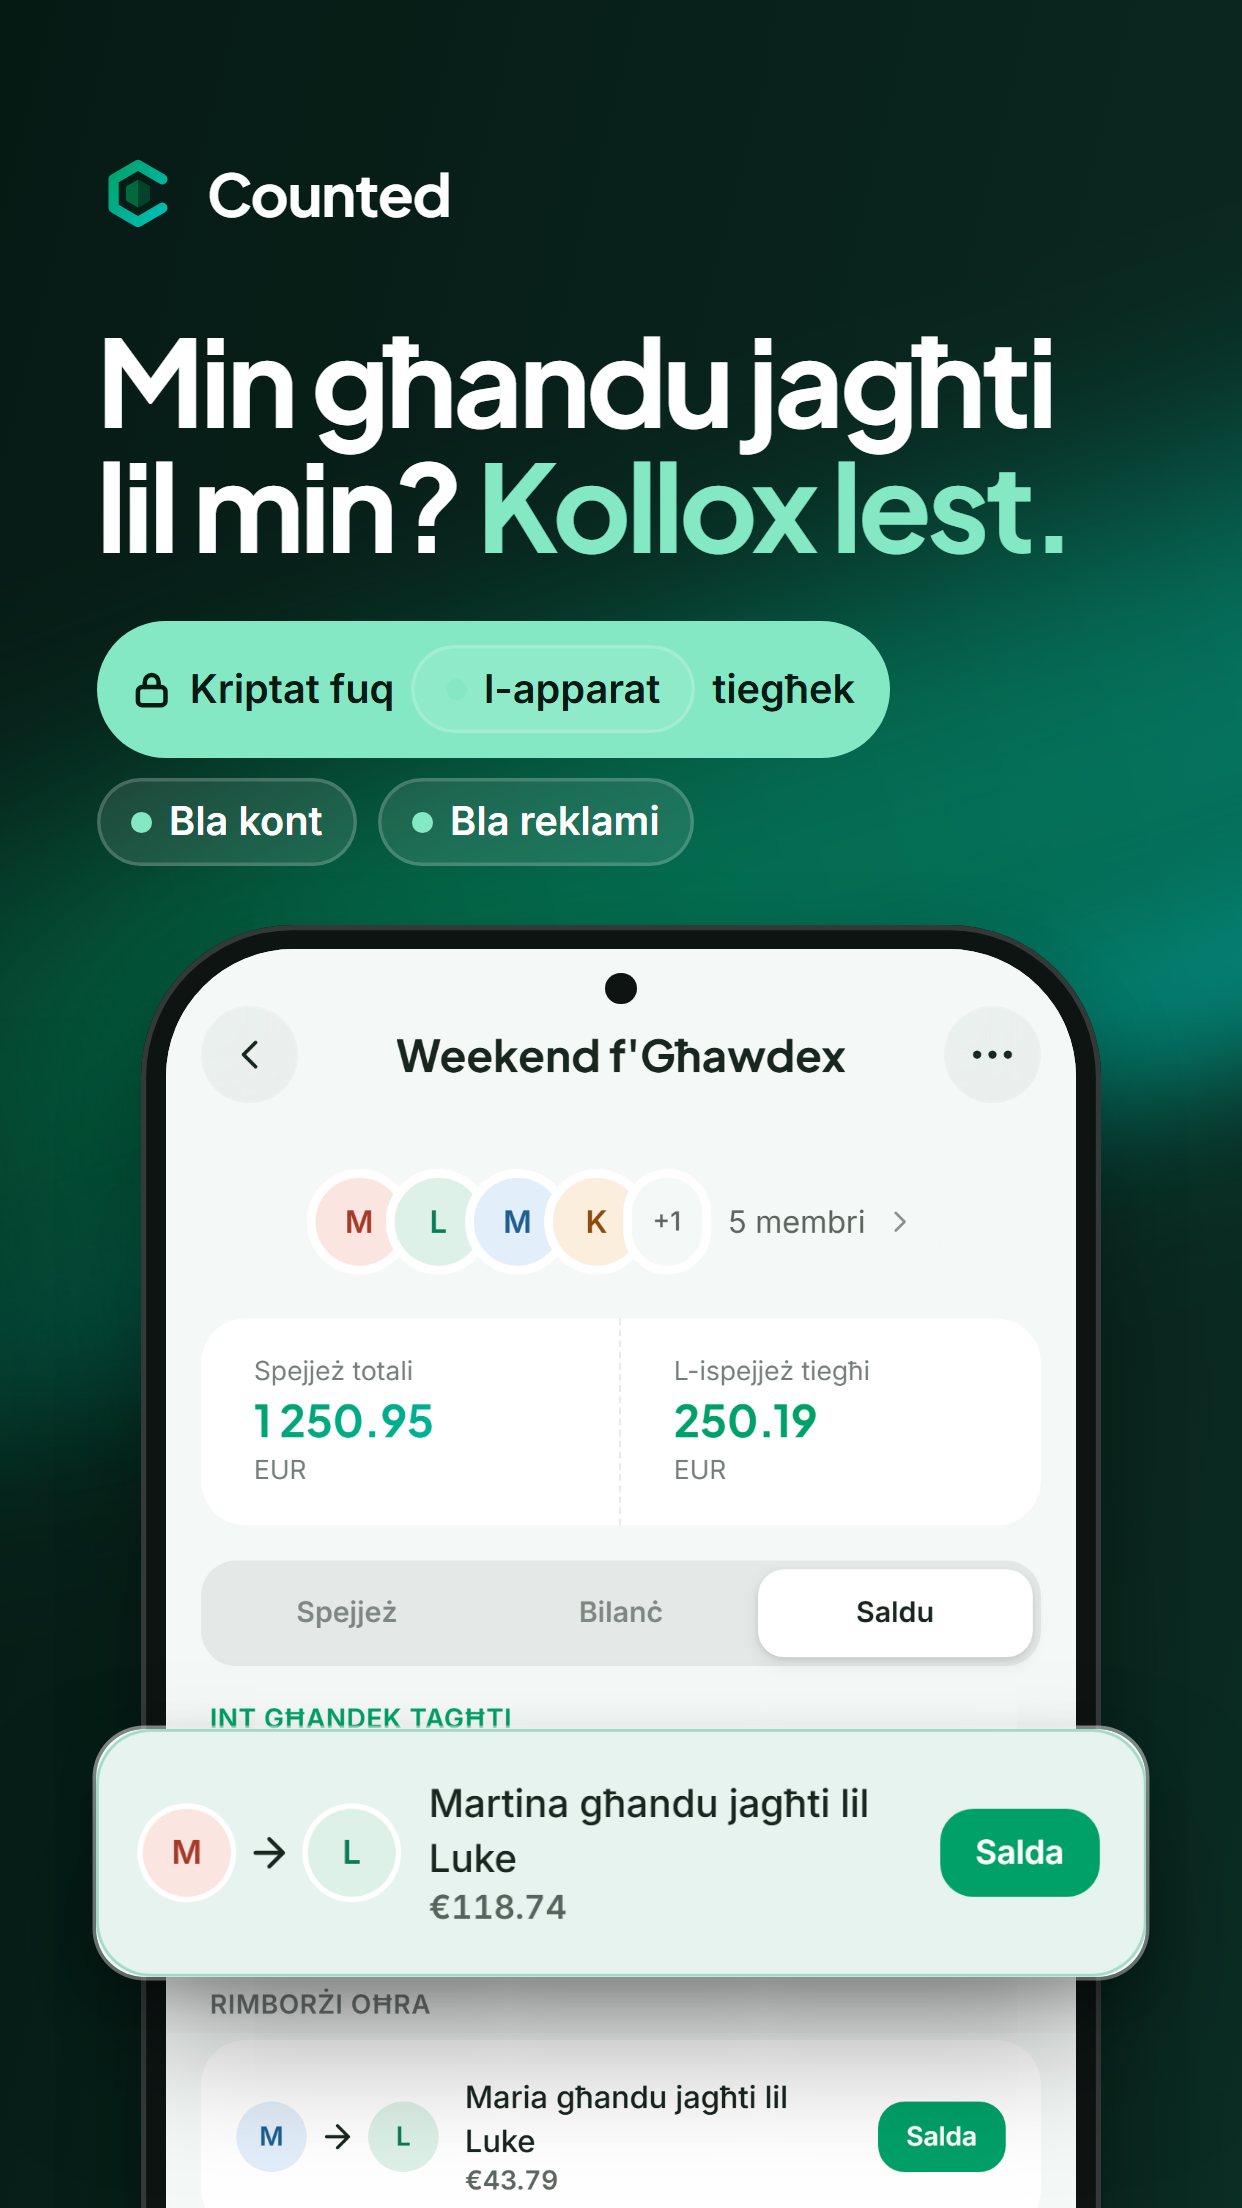 Counted
Min għandu jagħti
lil min? Kollox lest.
Kriptat fuq l-apparat tiegħek
Bla kont
Bla reklami
Weekend f'Għawdex
M L M K +1 5 membri
Spejjeż totali
1 250.95
EUR
L-ispejjeż tiegħi
250.19
EUR
Spejjeż Bilanċ Saldu
INT GĦANDEK TAGĦTI
M → L
Martina għandu jagħti lil
Luke
€118.74
Salda
RIMBORŻI OĦRA
M → L
Maria għandu jagħti lil
Luke
€43.79
Salda